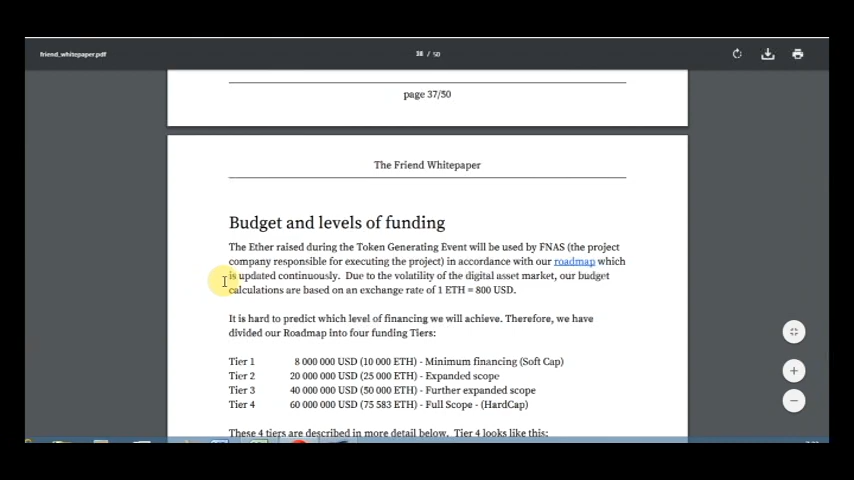 friend_whitepaper.pdf
38 / 50
page 37/50
The Friend Whitepaper
Budget and levels of funding
The Ether raised during the Token Generating Event will be used by FNAS (the project
company responsible for executing the project) in accordance with our roadmap which
is updated continuously. Due to the volatility of the digital asset market, our budget
calculations are based on an exchange rate of 1 ETH = 800 USD.
It is hard to predict which level of financing we will achieve. Therefore, we have
divided our Roadmap into four funding Tiers:
Tier 1 8 000 000 USD (10 000 ETH) - Minimum financing (Soft Cap)
Tier 2 20 000 000 USD (25 000 ETH) - Expanded scope
Tier 3 40 000 000 USD (50 000 ETH) - Further expanded scope
Tier 4 60 000 000 USD (75 583 ETH) - Full Scope - (HardCap)
These 4 tiers are described in more detail below. Tier 4 looks like this: